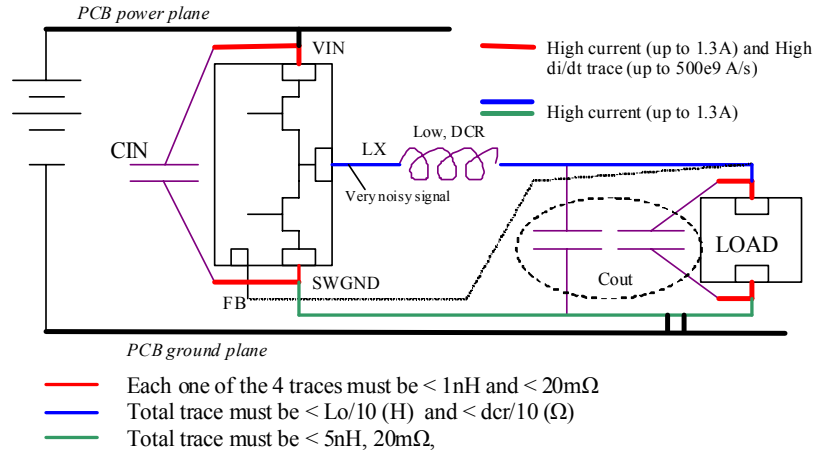 PCB power plane
VIN
High current (up to 1.3A) and High
di/dt trace (up to 500e9 A/s)
High current (up to 1.3A)
CIN
LX
Low, DCR
Very noisy signal
LOAD
Cout
SWGND
FB
PCB ground plane
Each one of the 4 traces must be < 1nH and < 20mΩ
Total trace must be < Lo/10 (H) and < dcr/10 (Ω)
Total trace must be < 5nH, 20mΩ,